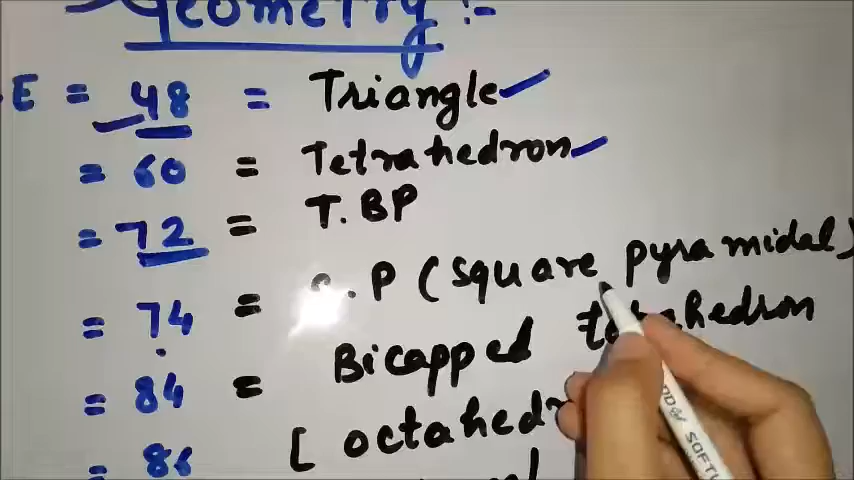 Geometry :-
E = 48 = Triangle
= 60 = Tetrahedron
= 72 = T.BP
= 74 = .P (square pyramidal)
= 84 = Bicapped
= 86 [octahed